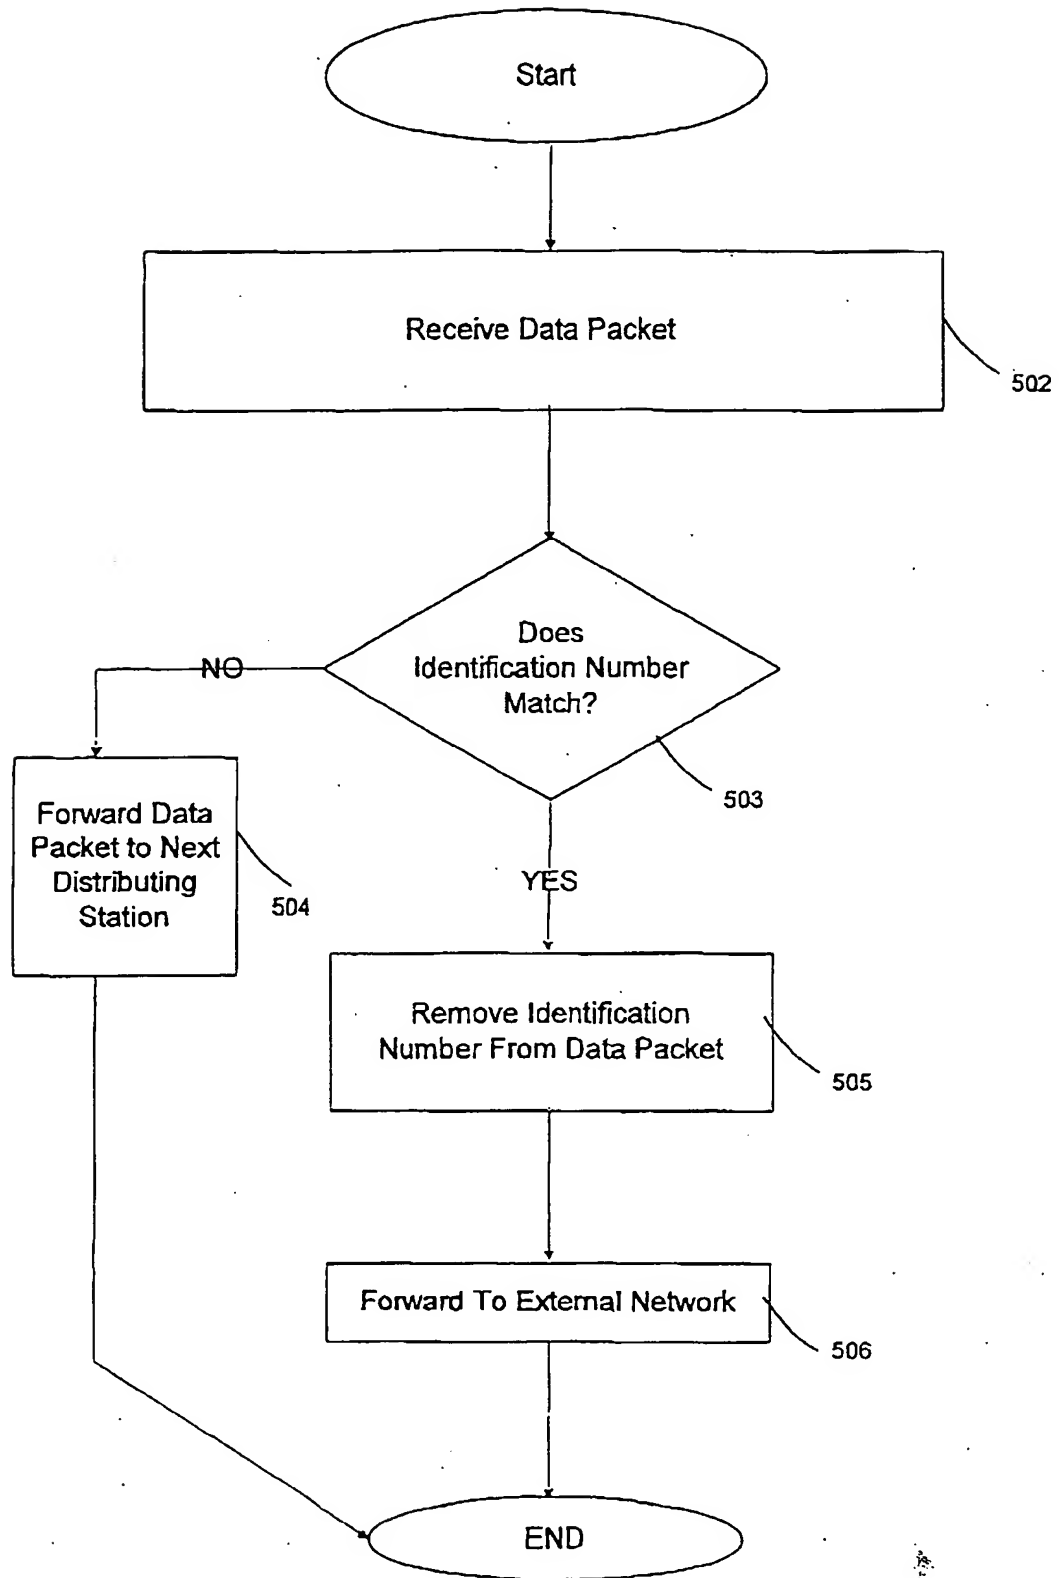 Start
Receive Data Packet
502
Does
Identification Number
Match?
NO
503
Forward Data
Packet to Next
Distributing
Station
504
YES
Remove Identification
Number From Data Packet
505
Forward To External Network
506
END